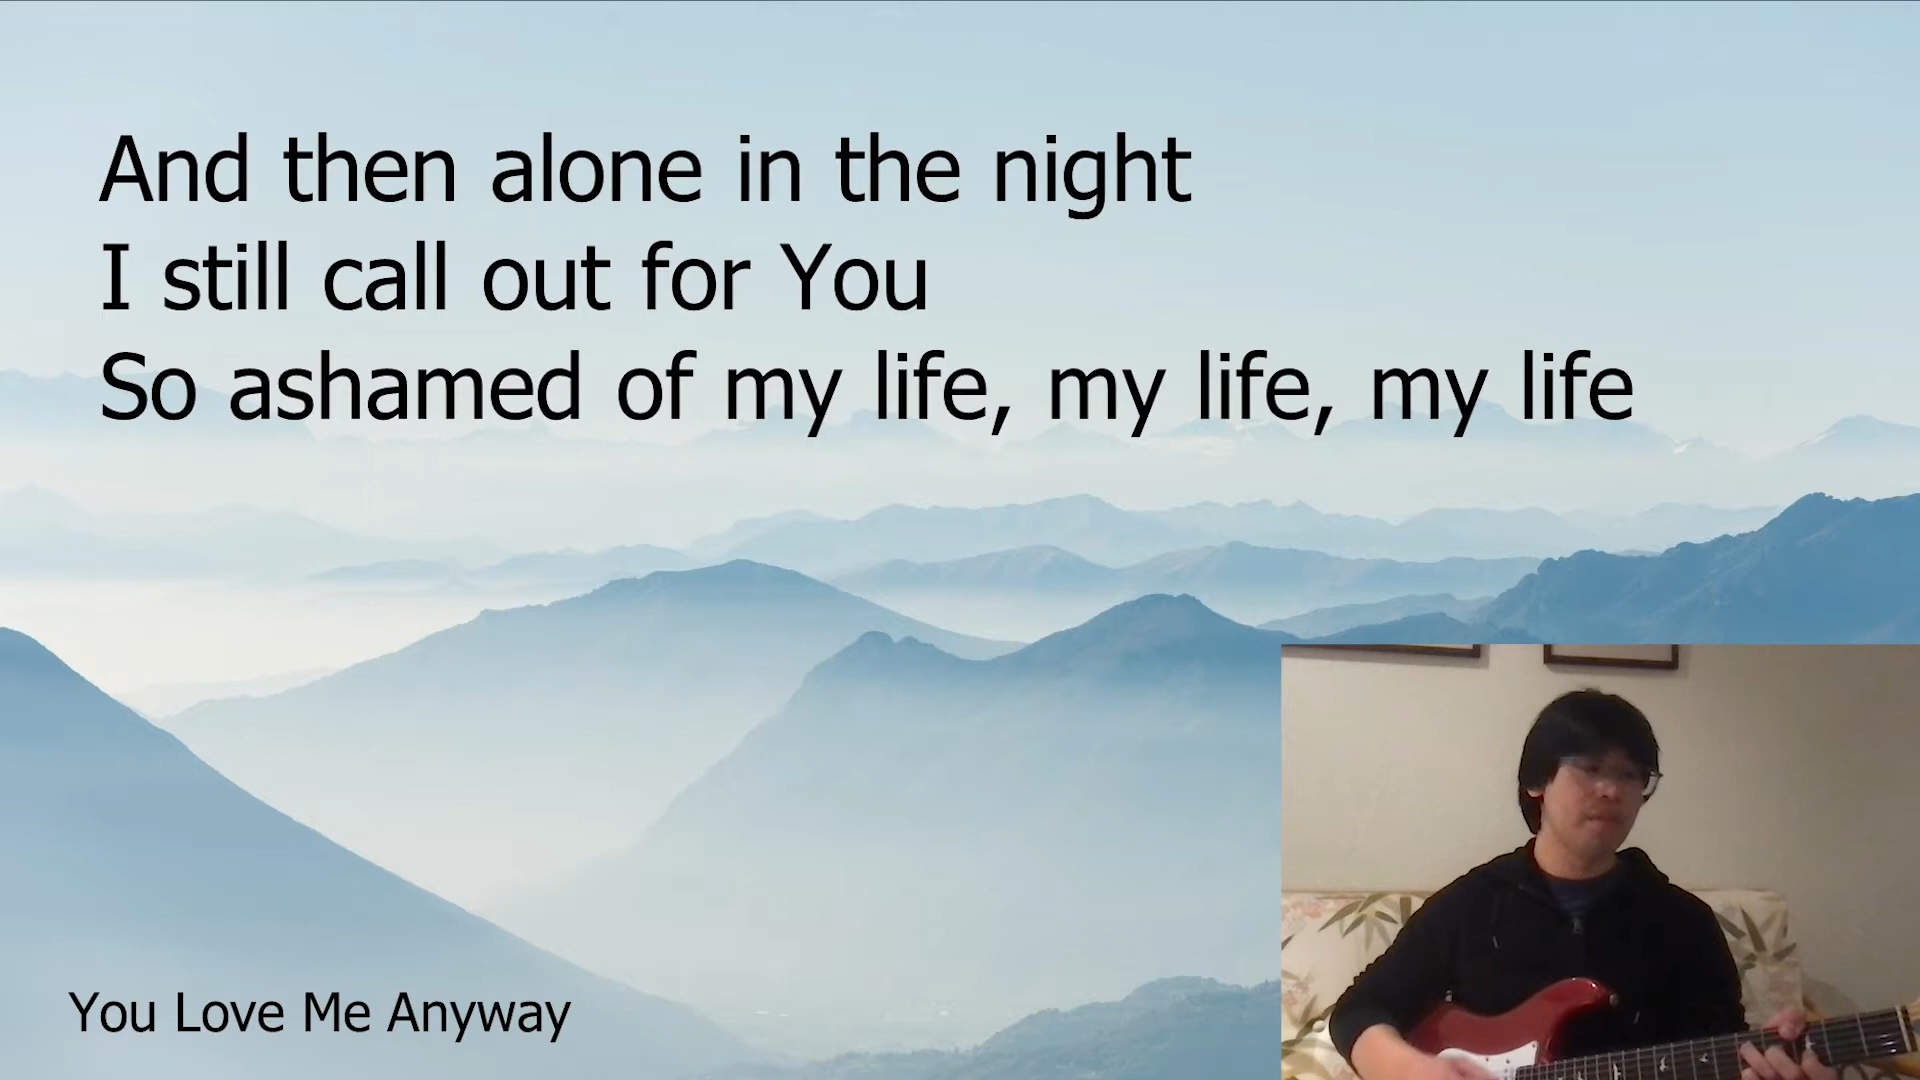 And then alone in the night
I still call out for You
So ashamed of my life, my life, my life
You Love Me Anyway